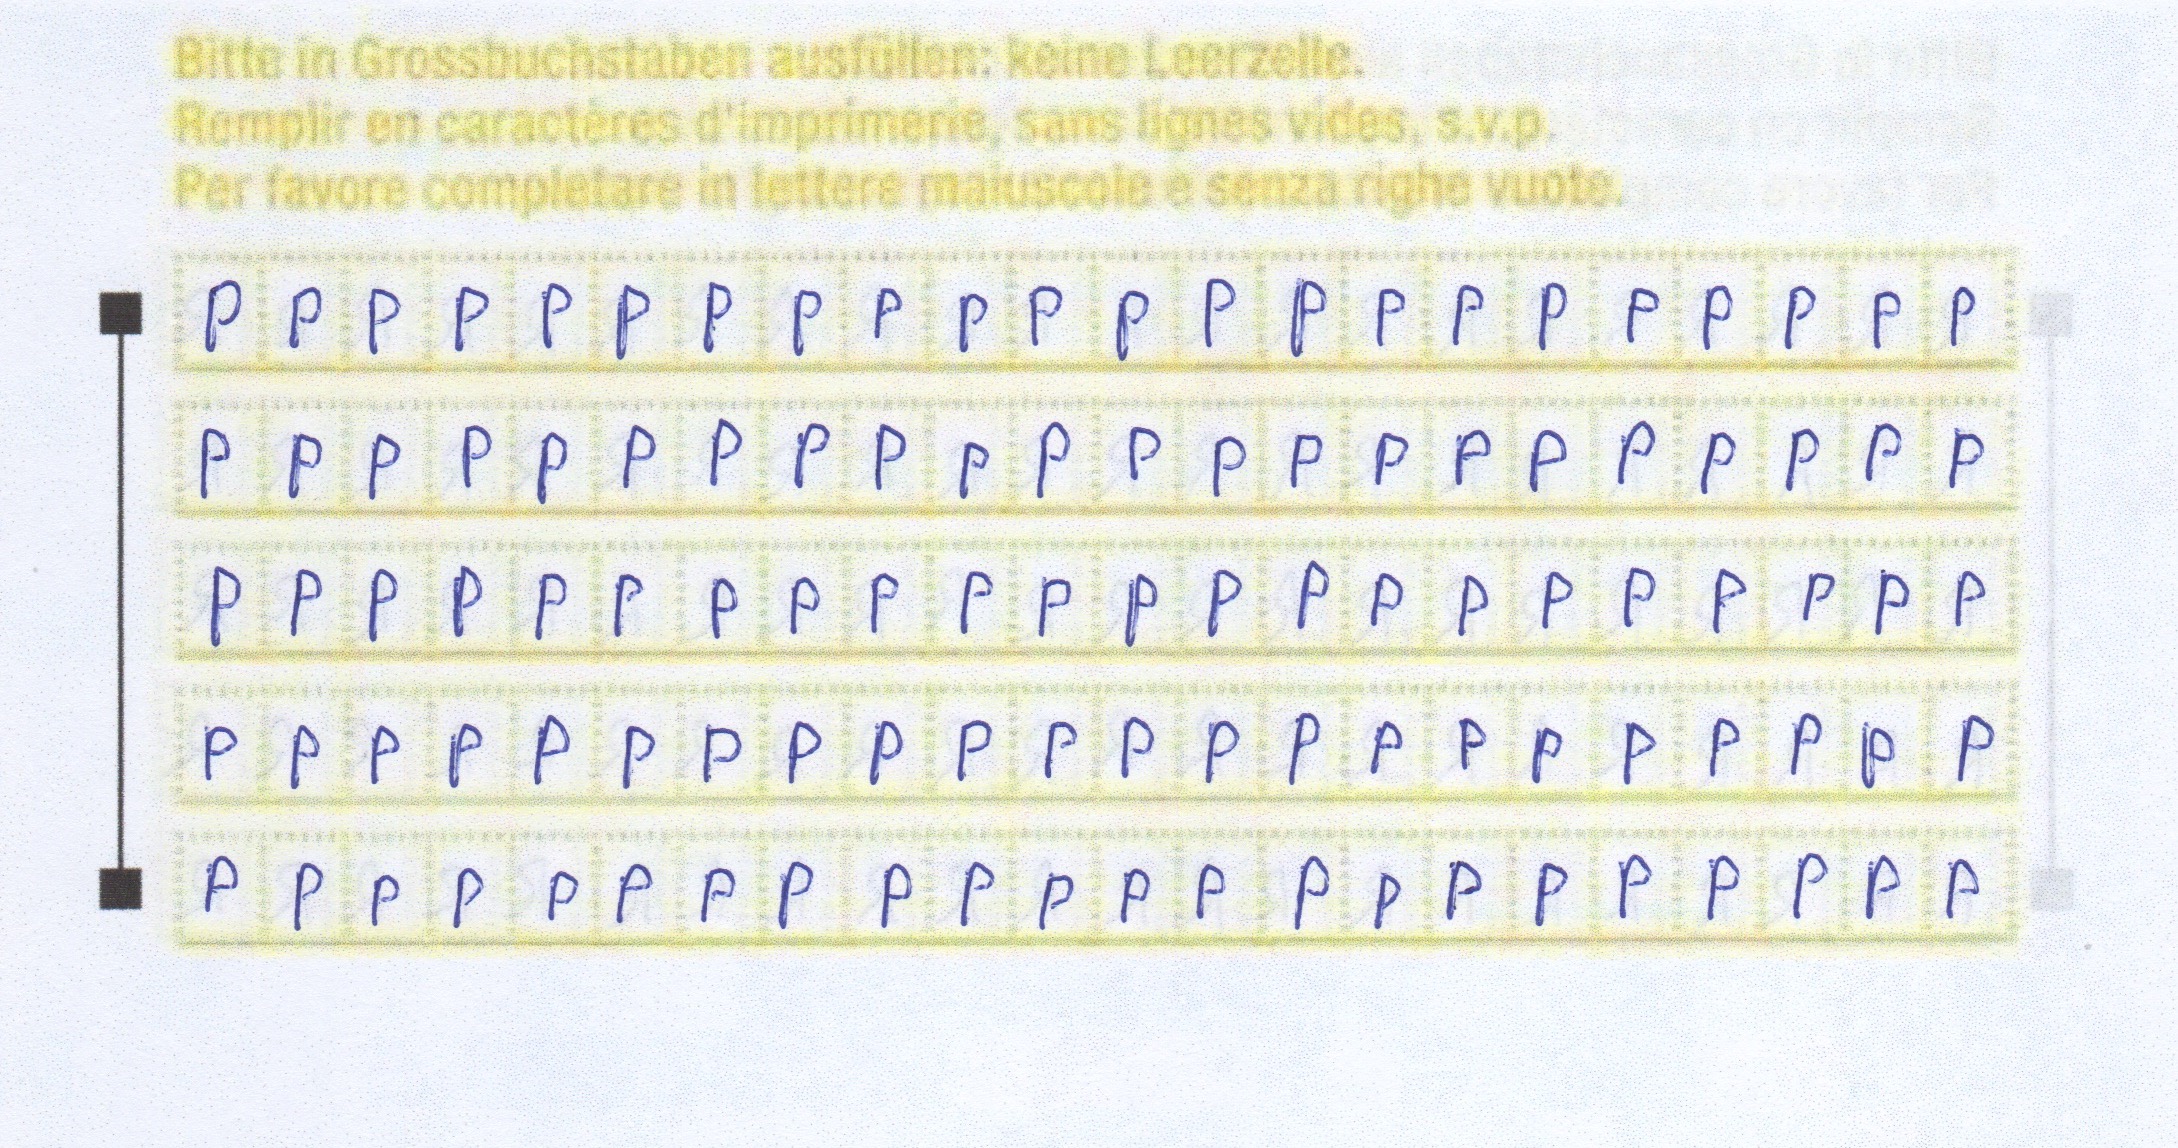 Bitte in Grossbuchstaben ausfüllen: keine Leerzelle.
Remplir en caractères d'imprimerie, sans lignes vides, s.v.p.
Per favore completare in lettere maiuscole e senza righe vuote.
P P P P P P P P P P P P P P P P P P P P P P
P P P P P P P P P P P P P P P P P P P P P P
P P P P P P P P P P P P P P P P P P P P P P
P P P P P P P P P P P P P P P P P P P P P P
P P P P P P P P P P P P P P P P P P P P P P